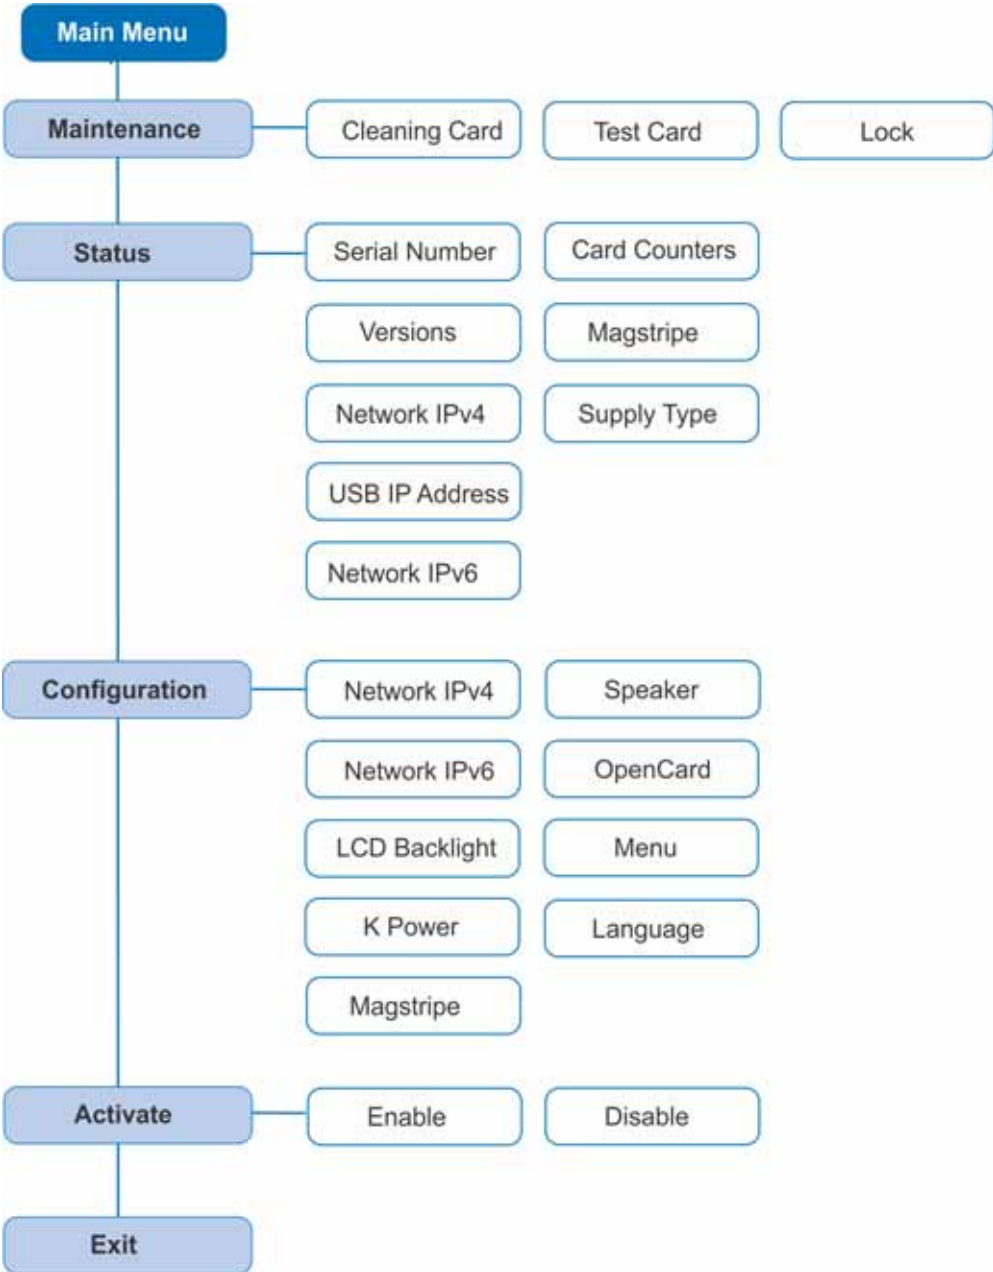 Main Menu
Maintenance
Cleaning Card
Test Card
Lock
Status
Serial Number
Card Counters
Versions
Magstripe
Network IPv4
Supply Type
USB IP Address
Network IPv6
Configuration
Network IPv4
Speaker
Network IPv6
OpenCard
LCD Backlight
Menu
K Power
Language
Magstripe
Activate
Enable
Disable
Exit